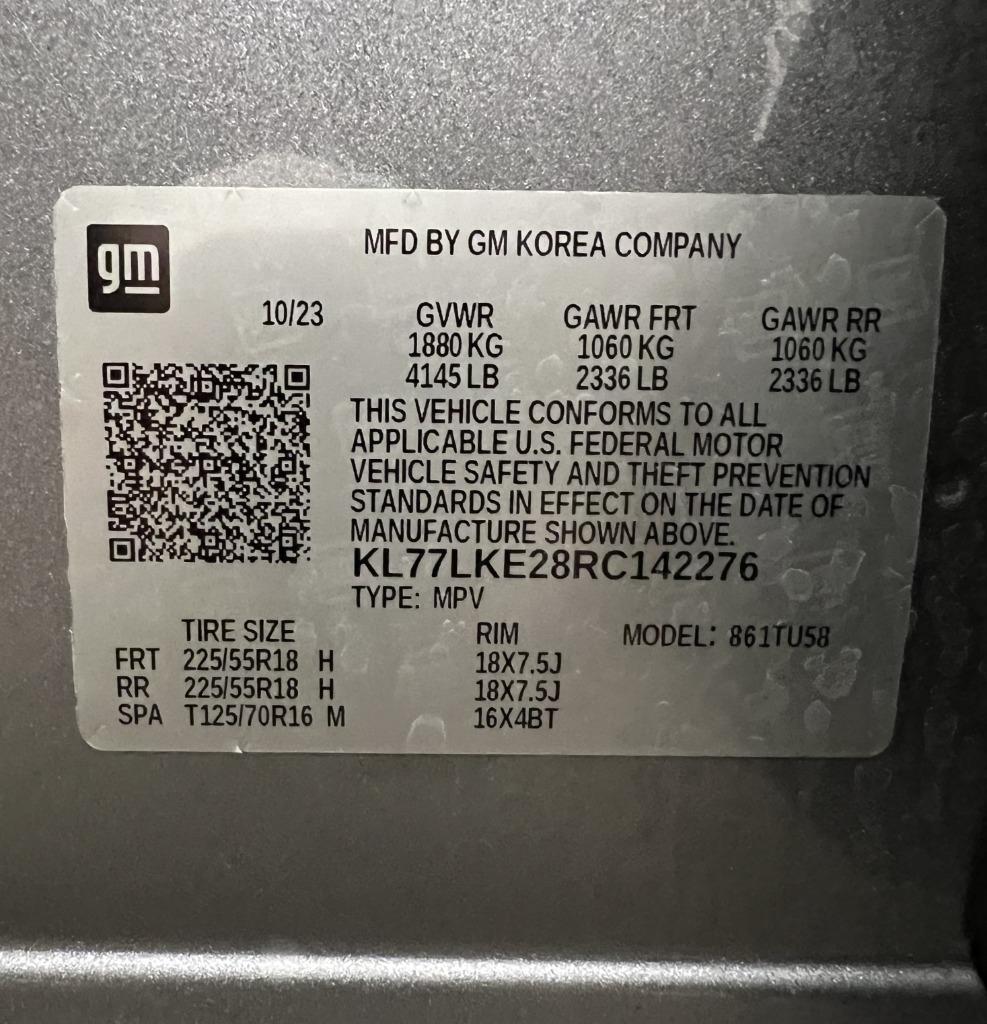 gm
MFD BY GM KOREA COMPANY
10/23 GVWR GAWR FRT GAWR RR
1880 KG 1060 KG 1060 KG
4145 LB 2336 LB 2336 LB
THIS VEHICLE CONFORMS TO ALL
APPLICABLE U.S. FEDERAL MOTOR
VEHICLE SAFETY AND THEFT PREVENTION
STANDARDS IN EFFECT ON THE DATE OF
MANUFACTURE SHOWN ABOVE.
KL77LKE28RC142276
TYPE: MPV
TIRE SIZE RIM MODEL: 861TU58
FRT 225/55R18 H 18X7.5J
RR 225/55R18 H 18X7.5J
SPA T125/70R16 M 16X4BT